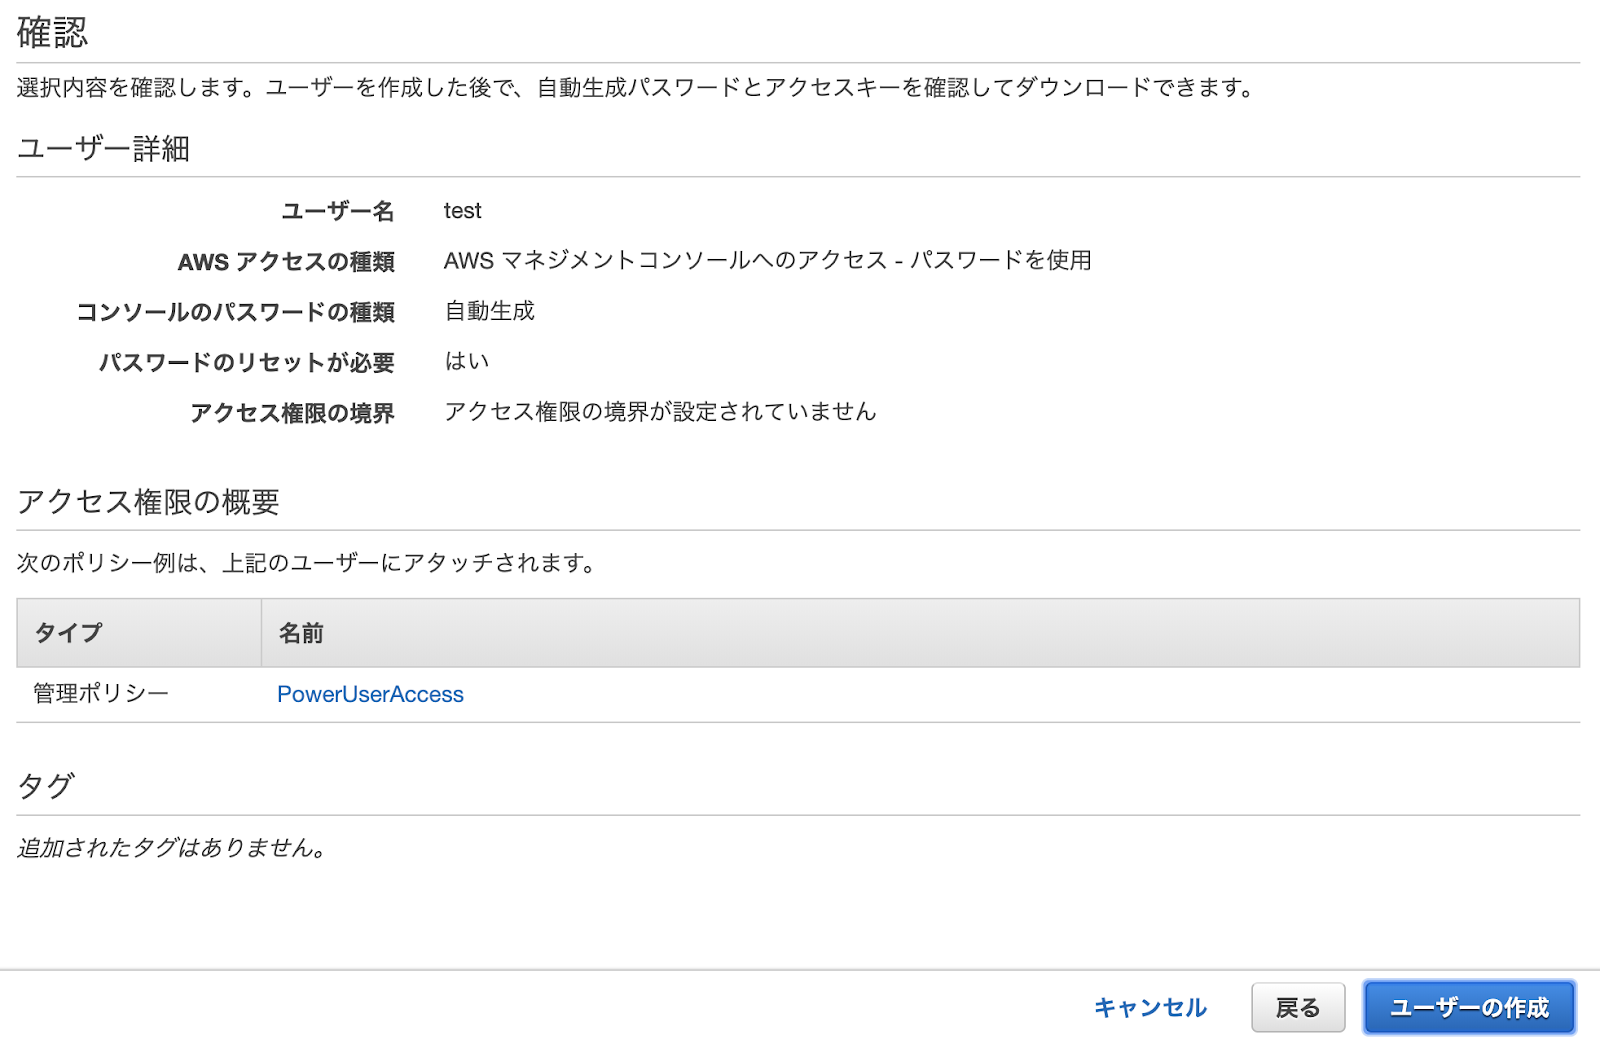 確認
選択内容を確認します。ユーザーを作成した後で、自動生成パスワードとアクセスキーを確認してダウンロードできます。
ユーザー詳細
ユーザー名 test
AWS アクセスの種類 AWS マネジメントコンソールへのアクセス - パスワードを使用
コンソールのパスワードの種類 自動生成
パスワードのリセットが必要 はい
アクセス権限の境界 アクセス権限の境界が設定されていません
アクセス権限の概要
次のポリシー例は、上記のユーザーにアタッチされます。
タイプ 名前
管理ポリシー PowerUserAccess
タグ
追加されたタグはありません。
キャンセル 戻る ユーザーの作成